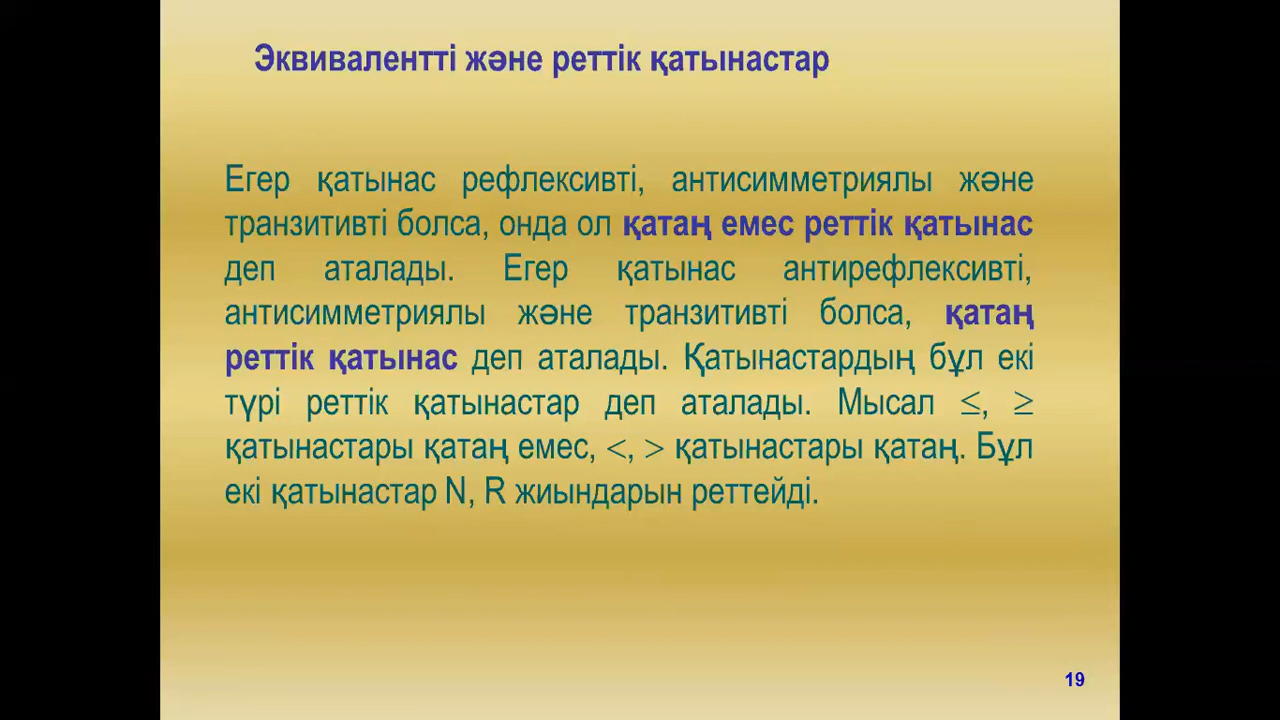 Эквивалентті және реттік қатынастар
Егер қатынас рефлексивті, антисимметриялы және
транзитивті болса, онда ол қатаң емес реттік қатынас
деп аталады. Егер қатынас антирефлексивті,
антисимметриялы және транзитивті болса, қатаң
реттік қатынас деп аталады. Қатынастардың бұл екі
түрі реттік қатынастар деп аталады. Мысал ≤, ≥
қатынастары қатаң емес, <, > қатынастары қатаң. Бұл
екі қатынастар N, R жиындарын реттейді.
19